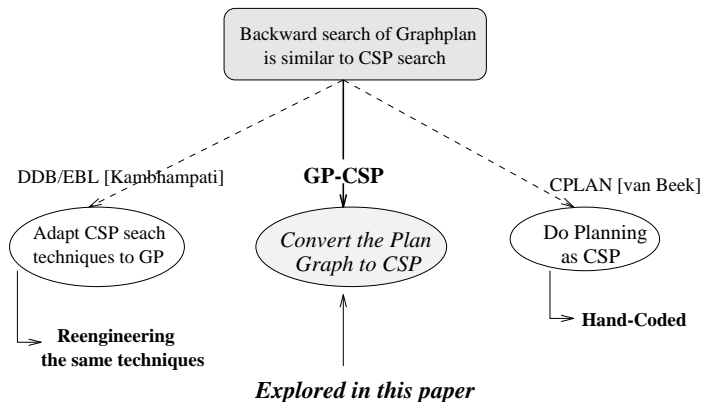 Backward search of Graphplan
is similar to CSP search
DDB/EBL [Kambhampati]
GP-CSP
CPLAN [van Beek]
Adapt CSP seach
techniques to GP
Convert the Plan
Graph to CSP
Do Planning
as CSP
Reengineering
the same techniques
Hand-Coded
Explored in this paper